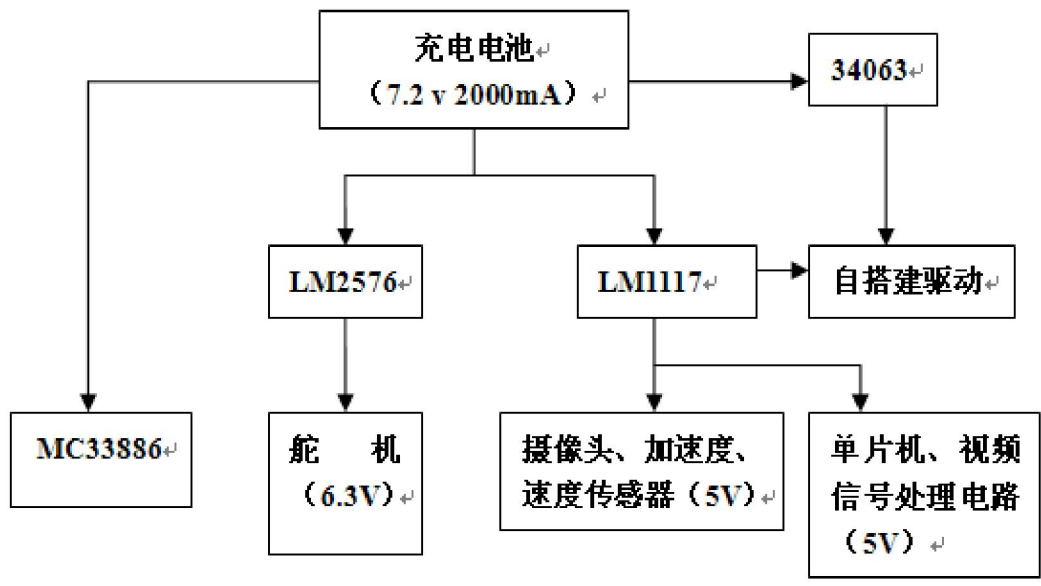 充电电池
（7.2 v 2000mA）
34063
LM2576
LM1117
自搭建驱动
MC33886
舵 机
（6.3V）
摄像头、加速度、
速度传感器（5V）
单片机、视频
信号处理电路
（5V）